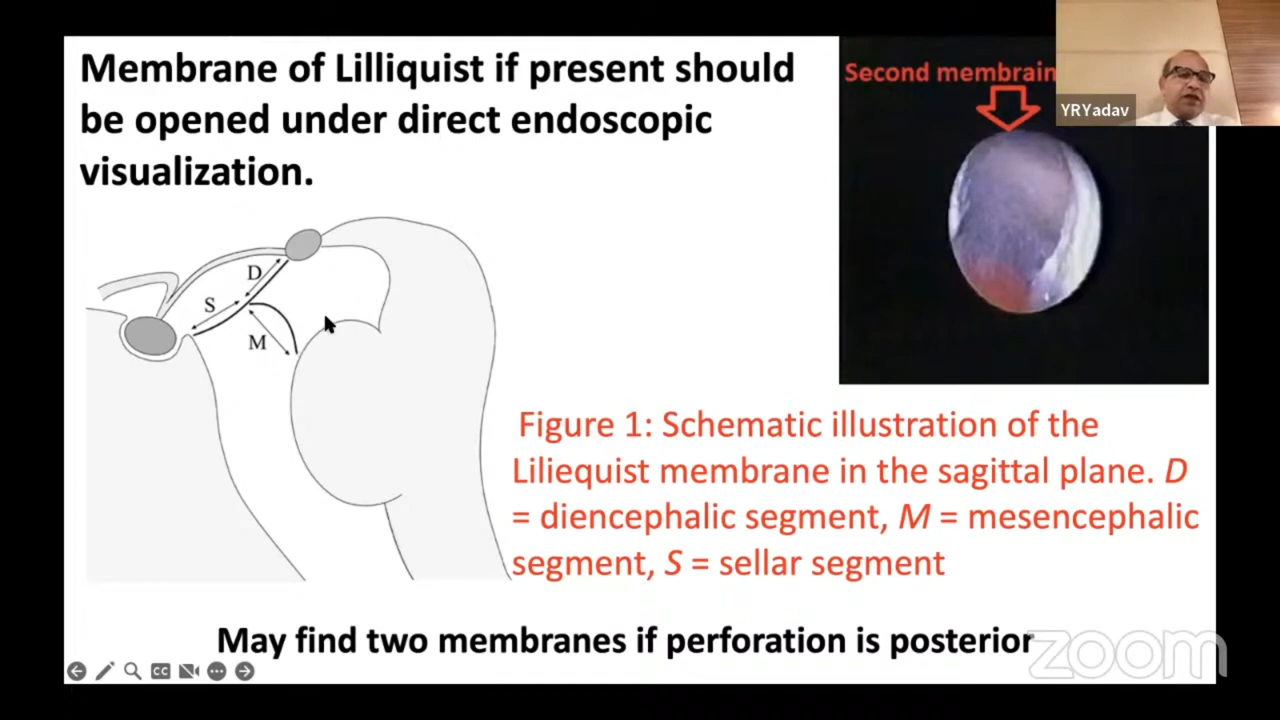 Membrane of Lilliquist if present should
be opened under direct endoscopic
visualization.
Second membrain
YRYadav
D
S
M
Figure 1: Schematic illustration of the
Liliequist membrane in the sagittal plane. D
= diencephalic segment, M = mesencephalic
segment, S = sellar segment
May find two membranes if perforation is posterior
zoom
CC